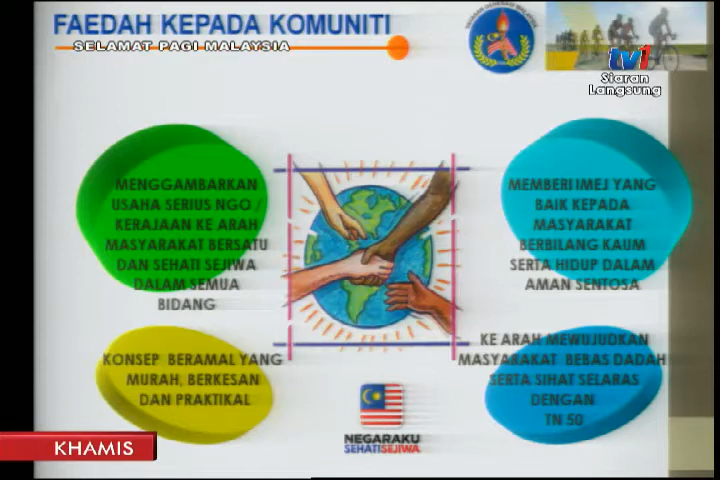 FAEDAH KEPADA KOMUNITI
SELAMAT PAGI MALAYSIA
tv1
Siaran
Langsung
MENGGAMBARKAN
USAHA SERIUS NGO /
KERAJAAN KE ARAH
MASYARAKAT BERSATU
DAN SEHATI SEJIWA
DALAM SEMUA
BIDANG
MEMBERI IMEJ YANG
BAIK KEPADA
MASYARAKAT
BERBILANG KAUM
SERTA HIDUP DALAM
AMAN SENTOSA
KONSEP BERAMAL YANG
MURAH, BERKESAN
DAN PRAKTIKAL
KE ARAH MEWUJUDKAN
MASYARAKAT BEBAS DADAH
SERTA SIHAT SELARAS
DENGAN
TN 50
NEGARAKU
SEHATISEJIWA
KHAMIS